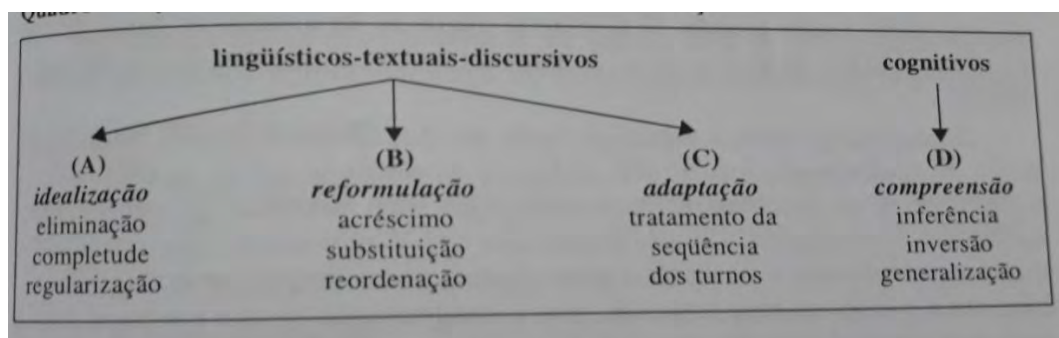 lingüísticos-textuais-discursivos
cognitivos
(A)
idealização
eliminação
completude
regularização
(B)
reformulação
acréscimo
substituição
reordenação
(C)
adaptação
tratamento da
seqüência
dos turnos
(D)
compreensão
inferência
inversão
generalização